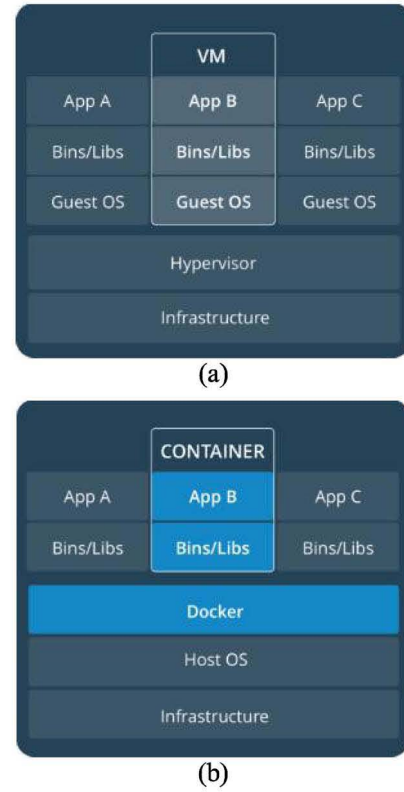 VM
App A App B App C
Bins/Libs Bins/Libs Bins/Libs
Guest OS Guest OS Guest OS
Hypervisor
Infrastructure
(a)
CONTAINER
App A App B App C
Bins/Libs Bins/Libs Bins/Libs
Docker
Host OS
Infrastructure
(b)